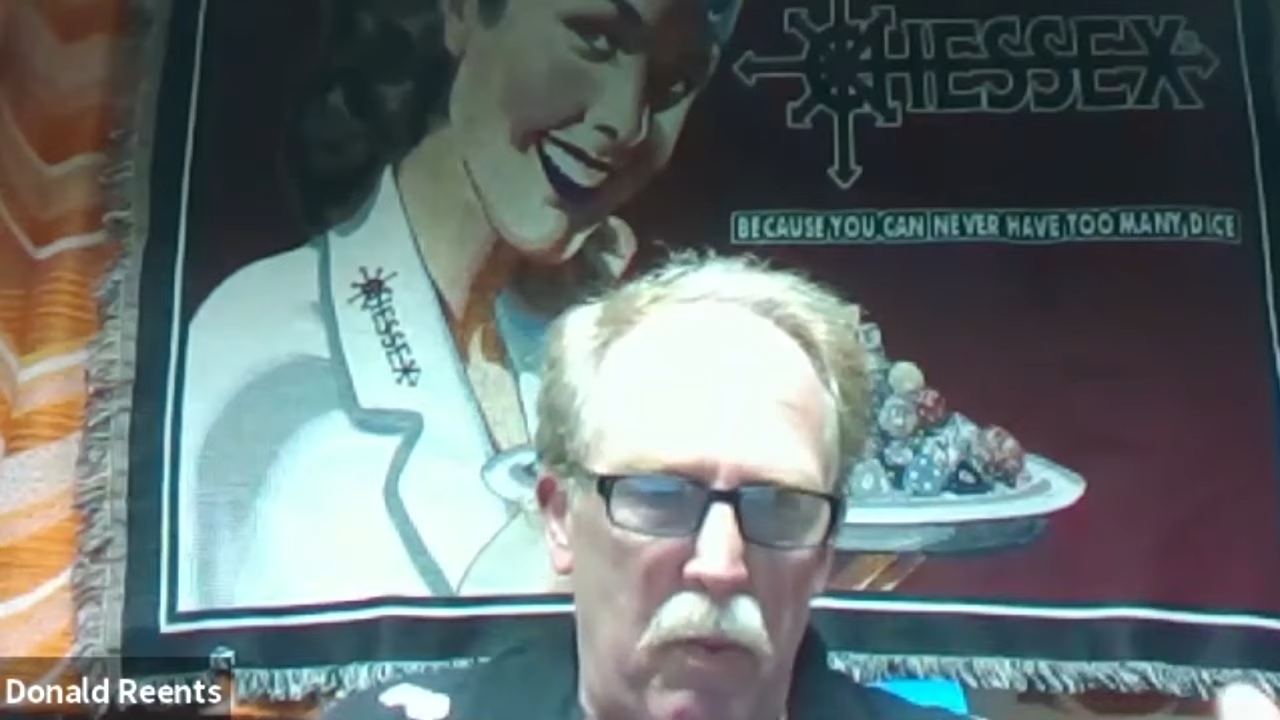 CHESSEX
BECAUSE YOU CAN NEVER HAVE TOO MANY DICE
CHESSEX
Donald Reents